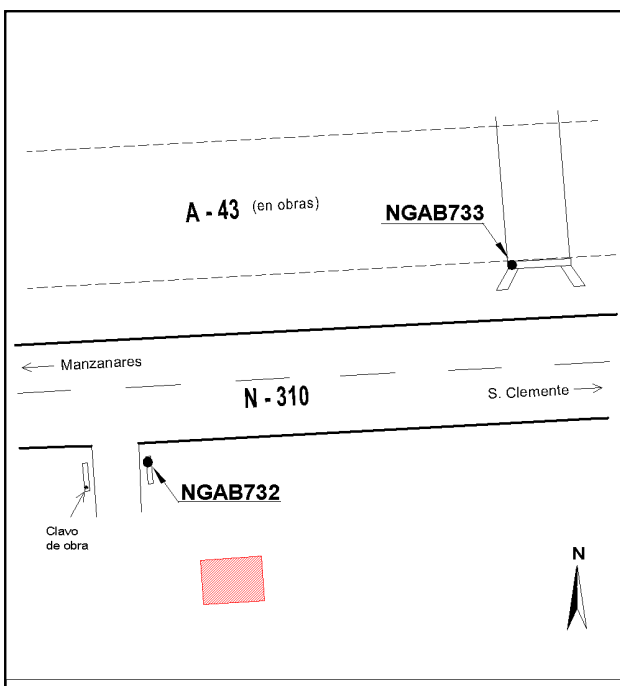 A - 43 (en obras)
NGAB733
Manzanares
S. Clemente
N - 310
NGAB732
Clavo
de obra
N